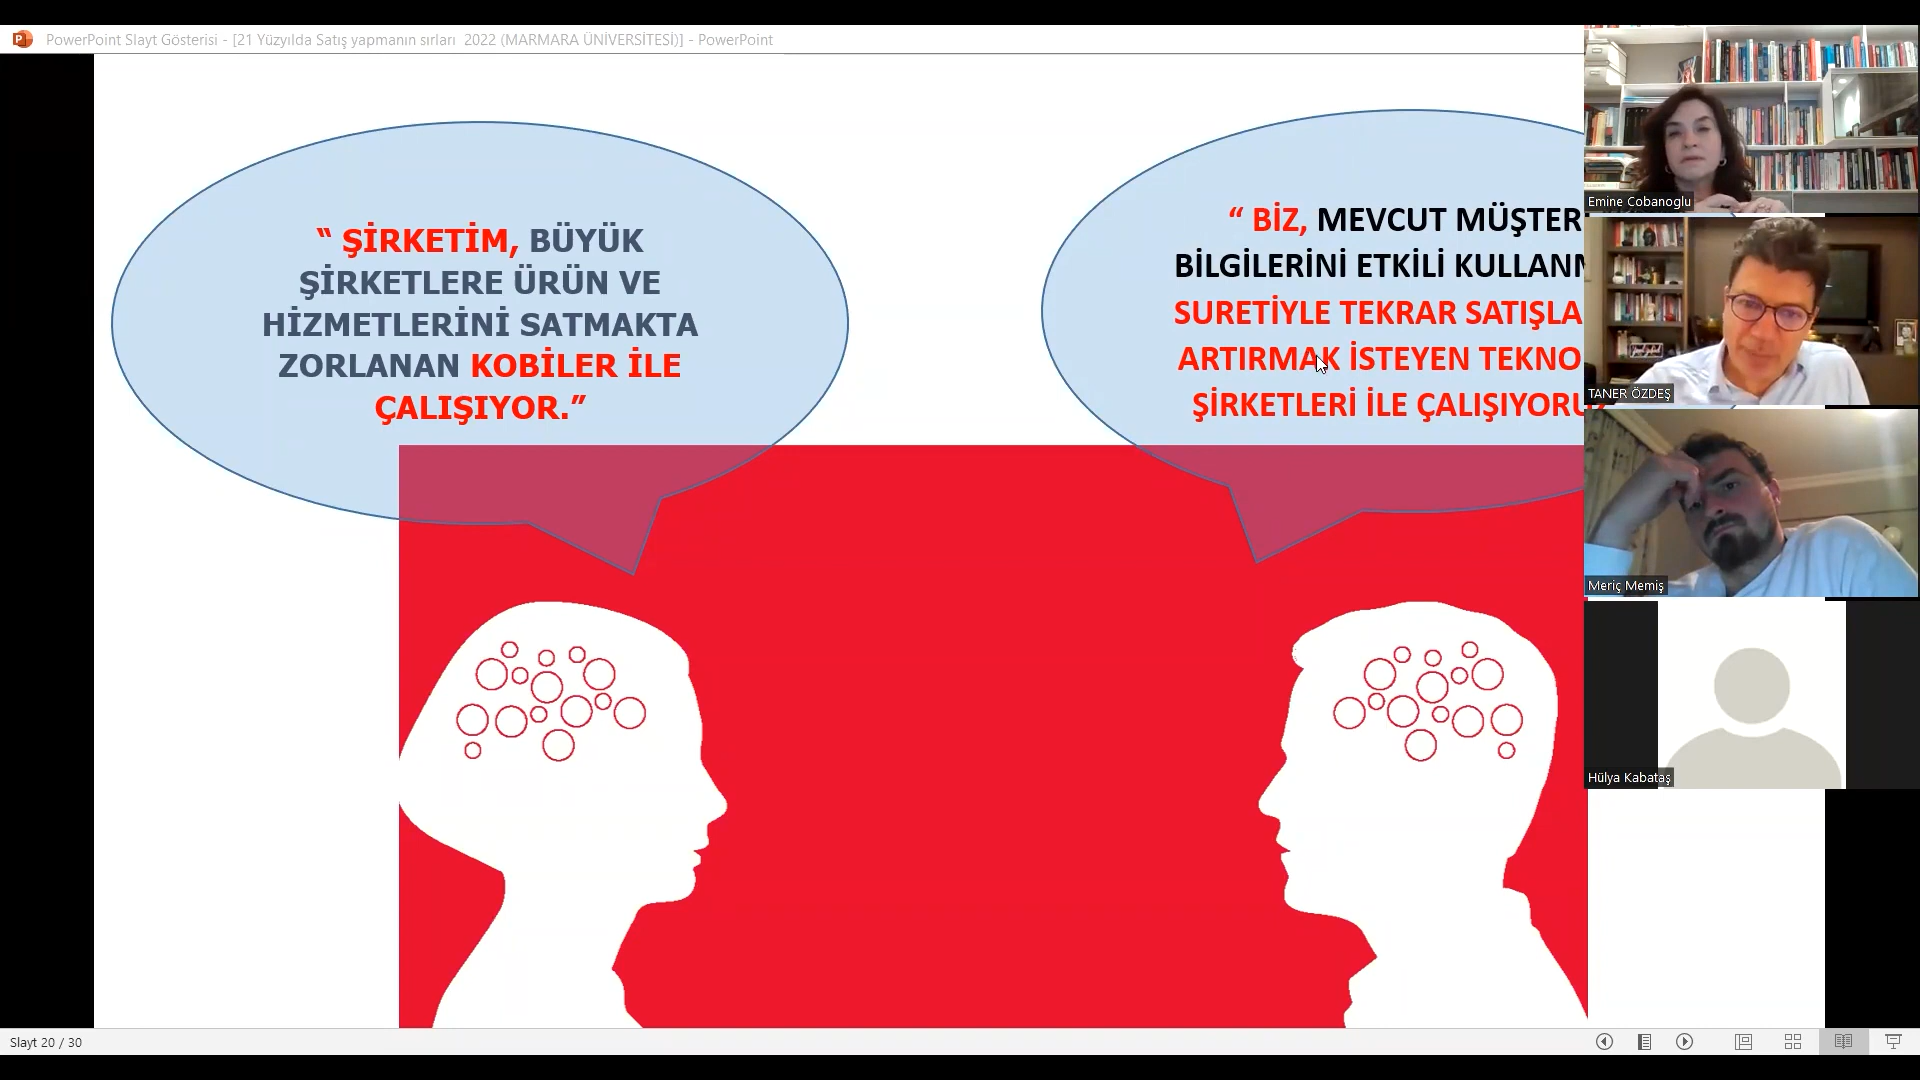 PowerPoint Slayt Gösterisi - [21 Yüzyılda Satış yapmanın sırları 2022 (MARMARA ÜNİVERSİTESİ)] - PowerPoint
“ ŞİRKETİM, BÜYÜK
ŞİRKETLERE ÜRÜN VE
HİZMETLERİNİ SATMAKTA
ZORLANAN KOBİLER İLE
ÇALIŞIYOR.”
“ BİZ, MEVCUT MÜŞTER
BİLGİLERİNİ ETKİLİ KULLANM
SURETİYLE TEKRAR SATIŞLA
ARTIRMAK İSTEYEN TEKNO
ŞİRKETLERİ İLE ÇALIŞIYORUZ
Emine Cobanoglu
TANER ÖZDEŞ
Meriç Memiş
Hülya Kabataş
Slayt 20 / 30